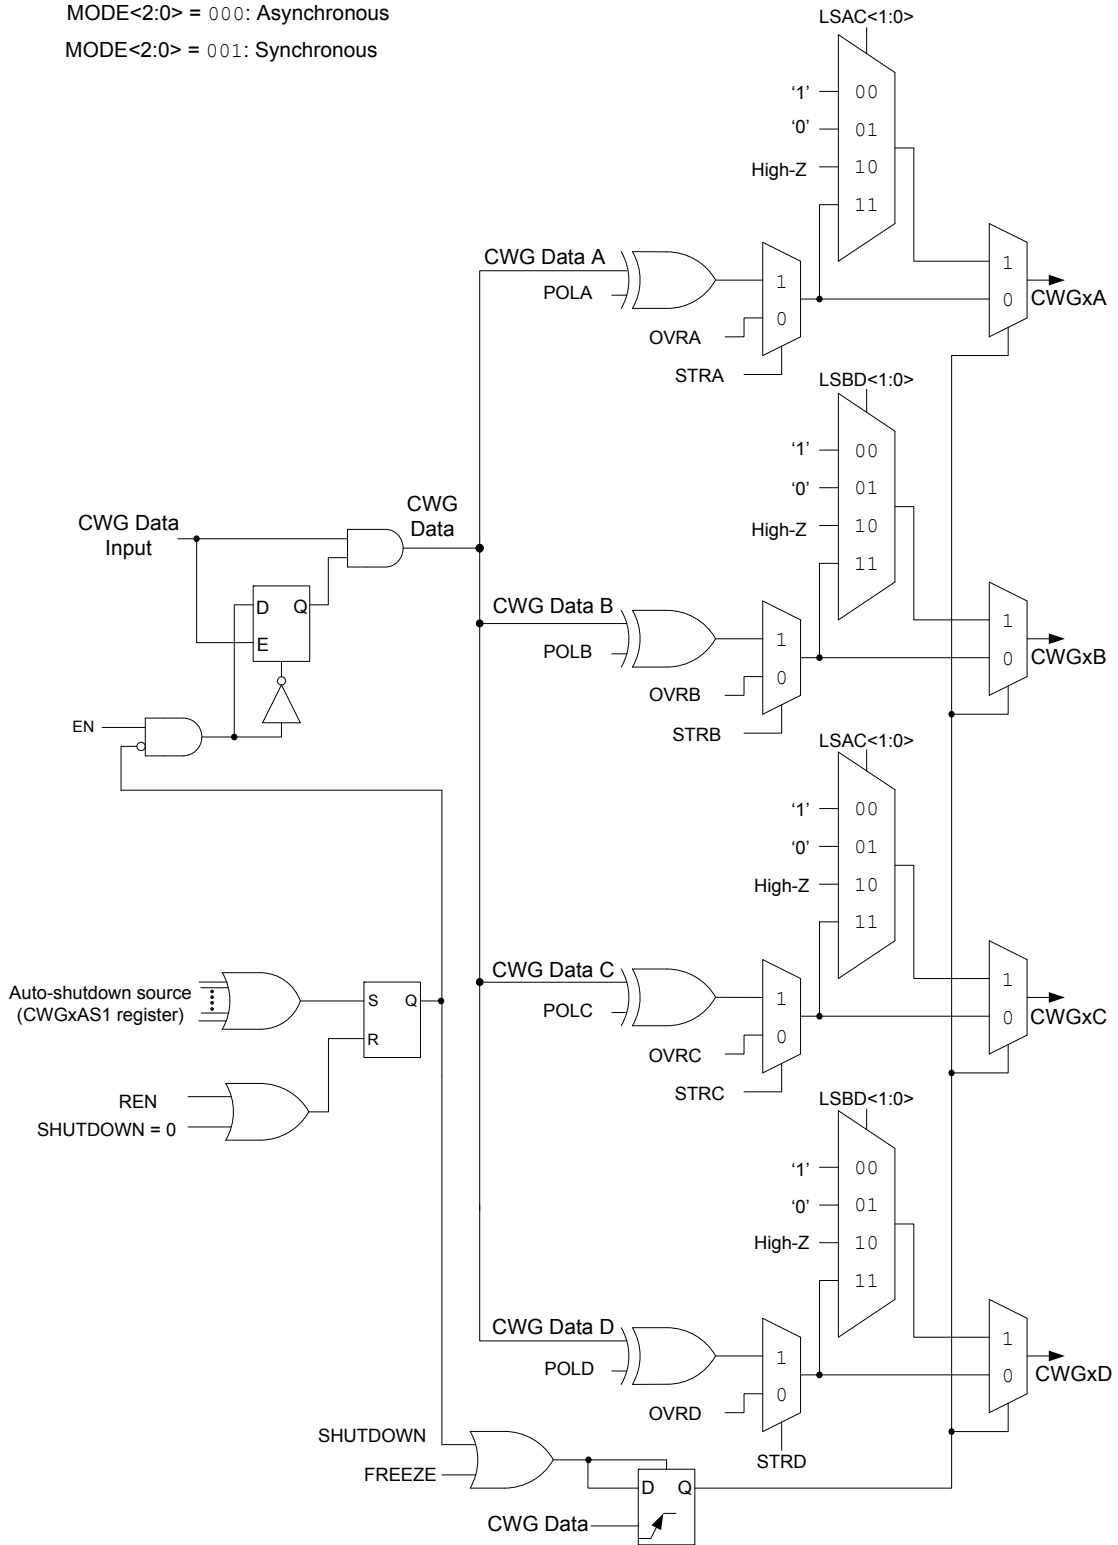 MODE<2:0> = 000: Asynchronous
MODE<2:0> = 001: Synchronous
LSAC<1:0>
'1' 00
'0' 01
High-Z 10
11
CWG Data A
POLA
1
0
OVRA
STRA
1
0
CWGxA
LSBD<1:0>
'1' 00
'0' 01
High-Z 10
11
CWG Data
Input
CWG
Data
D Q
E
EN
CWG Data B
POLB
1
0
OVRB
STRB
1
0
CWGxB
LSAC<1:0>
'1' 00
'0' 01
High-Z 10
11
CWG Data C
POLC
1
0
OVRC
STRC
1
0
CWGxC
Auto-shutdown source
(CWGxAS1 register)
S Q
R
REN
SHUTDOWN = 0
LSBD<1:0>
'1' 00
'0' 01
High-Z 10
11
CWG Data D
POLD
1
0
OVRD
STRD
1
0
CWGxD
SHUTDOWN
FREEZE
D Q
CWG Data